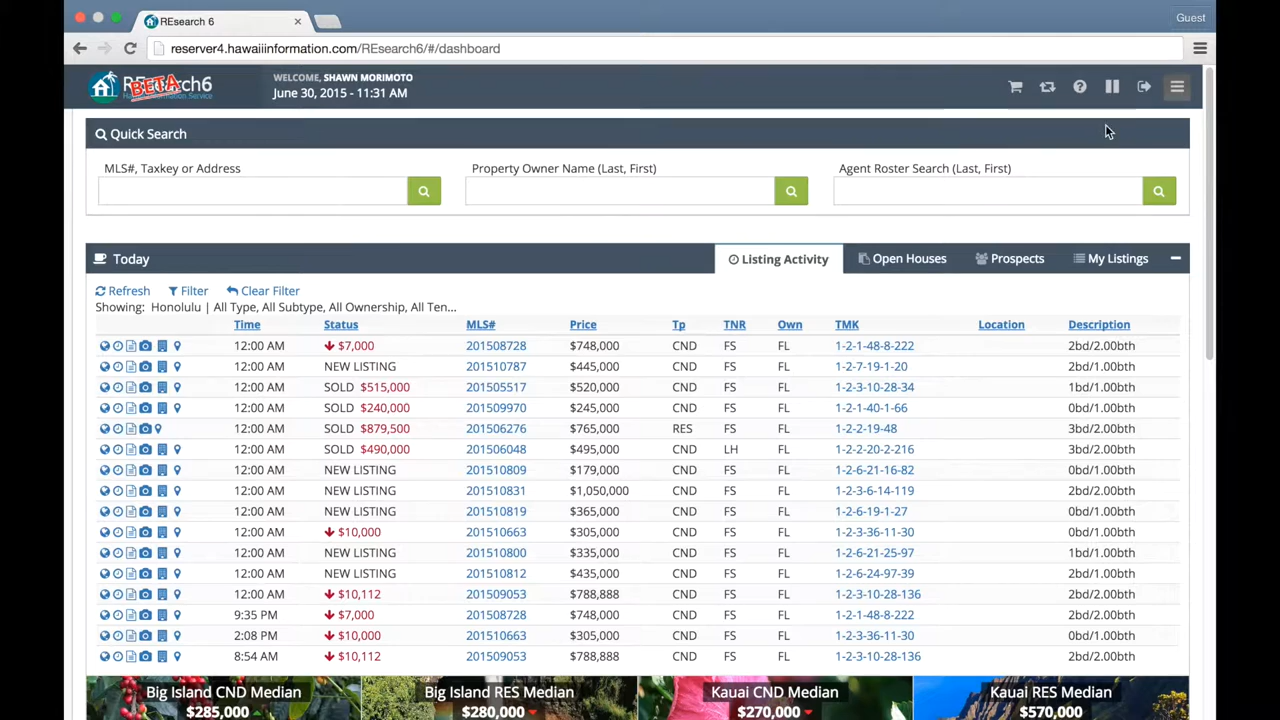 REsearch 6
Guest
reserver4.hawaiiinformation.com/REsearch6/#/dashboard
REsearch6
BETA
WELCOME, SHAWN MORIMOTO
June 30, 2015 - 11:31 AM
Quick Search
MLS#, Taxkey or Address Property Owner Name (Last, First) Agent Roster Search (Last, First)
Today Listing Activity Open Houses Prospects My Listings
Refresh Filter Clear Filter
Showing: Honolulu | All Type, All Subtype, All Ownership, All Ten...
Time Status MLS# Price Tp TNR Own TMK Location Description
12:00 AM $7,000 201508728 $748,000 CND FS FL 1-2-1-48-8-222 2bd/2.00bth
12:00 AM NEW LISTING 201510787 $445,000 CND FS FL 1-2-7-19-1-20 2bd/1.00bth
12:00 AM SOLD $515,000 201505517 $520,000 CND FS FL 1-2-3-10-28-34 1bd/1.00bth
12:00 AM SOLD $240,000 201509970 $245,000 CND FS FL 1-2-1-40-1-66 0bd/1.00bth
12:00 AM SOLD $879,500 201506276 $765,000 RES FS FL 1-2-2-19-48 3bd/2.00bth
12:00 AM SOLD $490,000 201506048 $495,000 CND LH FL 1-2-2-20-2-216 3bd/2.00bth
12:00 AM NEW LISTING 201510809 $179,000 CND FS FL 1-2-6-21-16-82 0bd/1.00bth
12:00 AM NEW LISTING 201510831 $1,050,000 CND FS FL 1-2-3-6-14-119 2bd/2.00bth
12:00 AM NEW LISTING 201510819 $365,000 CND FS FL 1-2-6-19-1-27 0bd/1.00bth
12:00 AM $10,000 201510663 $305,000 CND FS FL 1-2-3-36-11-30 0bd/1.00bth
12:00 AM NEW LISTING 201510800 $335,000 CND FS FL 1-2-6-21-25-97 1bd/1.00bth
12:00 AM NEW LISTING 201510812 $435,000 CND FS FL 1-2-6-24-97-39 2bd/1.00bth
12:00 AM $10,112 201509053 $788,888 CND FS FL 1-2-3-10-28-136 2bd/2.00bth
9:35 PM $7,000 201508728 $748,000 CND FS FL 1-2-1-48-8-222 2bd/2.00bth
2:08 PM $10,000 201510663 $305,000 CND FS FL 1-2-3-36-11-30 0bd/1.00bth
8:54 AM $10,112 201509053 $788,888 CND FS FL 1-2-3-10-28-136 2bd/2.00bth
Big Island CND Median Big Island RES Median Kauai CND Median Kauai RES Median
$285,000 $280,000 $270,000 $570,000